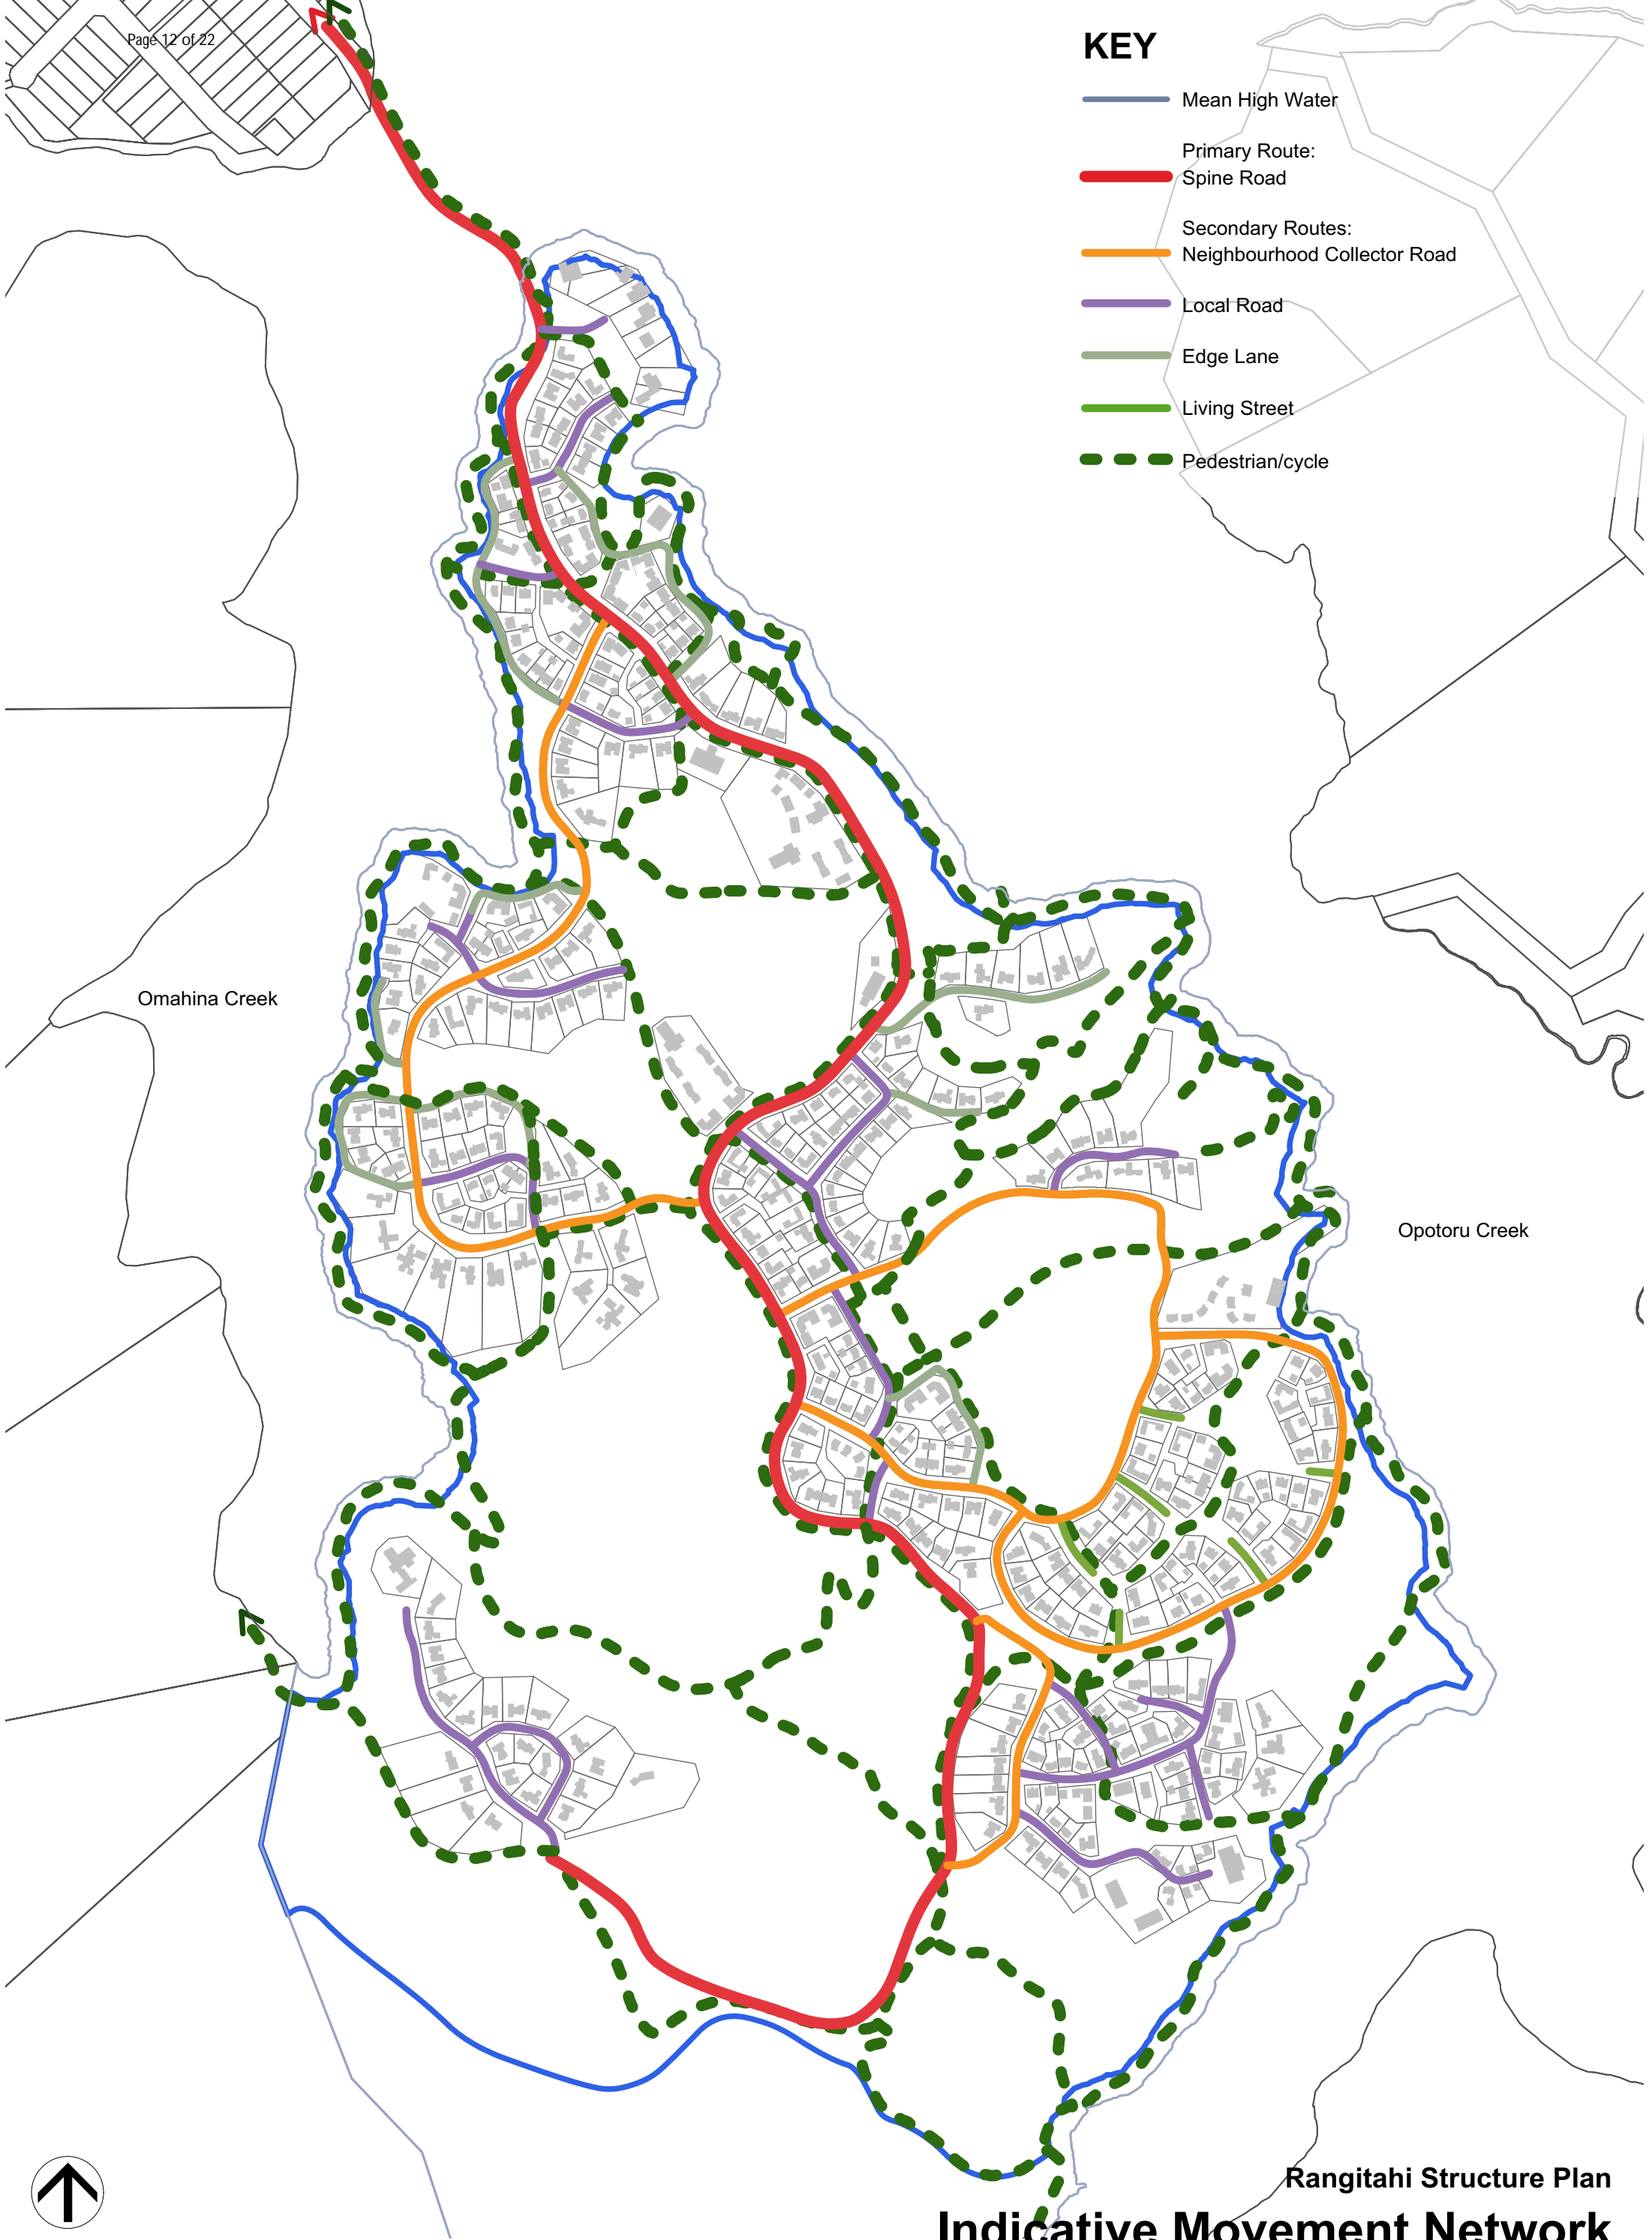 Page 12 of 22
KEY
Mean High Water
Primary Route:
Spine Road
Secondary Routes:
Neighbourhood Collector Road
Local Road
Edge Lane
Living Street
Pedestrian/cycle
Omahina Creek
Opotoru Creek
Rangitahi Structure Plan
Indicative Movement Network